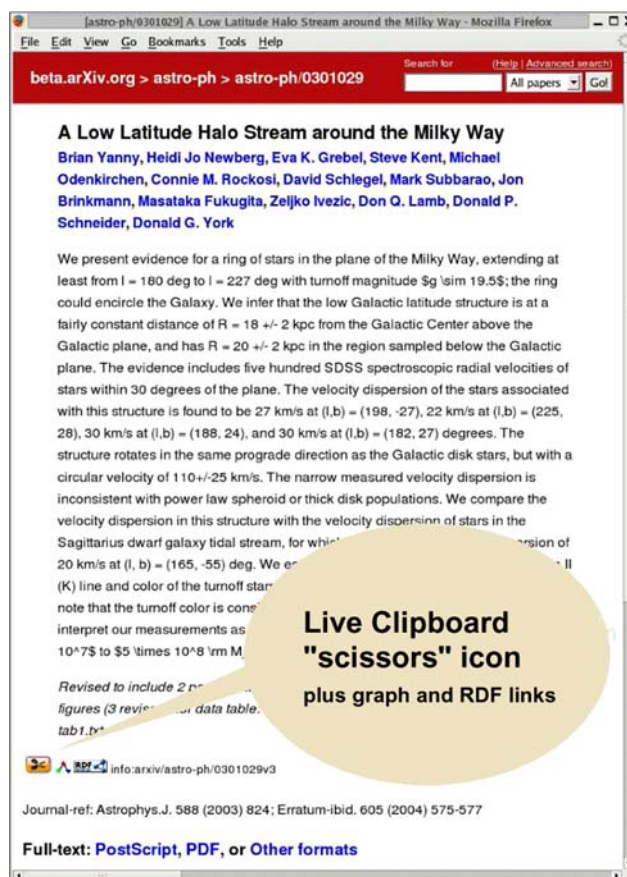 [astro-ph/0301029] A Low Latitude Halo Stream around the Milky Way - Mozilla Firefox
File Edit View Go Bookmarks Tools Help
Search for (Help | Advanced search)
beta.arXiv.org > astro-ph > astro-ph/0301029 All papers Go!
A Low Latitude Halo Stream around the Milky Way
Brian Yanny, Heidi Jo Newberg, Eva K. Grebel, Steve Kent, Michael
Odenkirchen, Connie M. Rockosi, David Schlegel, Mark Subbarao, Jon
Brinkmann, Masataka Fukugita, Zeljko Ivezic, Don Q. Lamb, Donald P.
Schneider, Donald G. York
We present evidence for a ring of stars in the plane of the Milky Way, extending at
least from l = 180 deg to l = 227 deg with turnoff magnitude $g \sim 19.5$; the ring
could encircle the Galaxy. We infer that the low Galactic latitude structure is at a
fairly constant distance of R = 18 +/- 2 kpc from the Galactic Center above the
Galactic plane, and has R = 20 +/- 2 kpc in the region sampled below the Galactic
plane. The evidence includes five hundred SDSS spectroscopic radial velocities of
stars within 30 degrees of the plane. The velocity dispersion of the stars associated
with this structure is found to be 27 km/s at (l,b) = (198, -27), 22 km/s at (l,b) = (225,
28), 30 km/s at (l,b) = (188, 24), and 30 km/s at (l,b) = (182, 27) degrees. The
structure rotates in the same prograde direction as the Galactic disk stars, but with a
circular velocity of 110+/-25 km/s. The narrow measured velocity dispersion is
inconsistent with power law spheroid or thick disk populations. We compare the
velocity dispersion in this structure with the velocity dispersion of stars in the
Sagittarius dwarf galaxy tidal stream, for whic rsion of
20 km/s at (l, b) = (165, -55) deg. We es II
(K) line and color of the turnoff star
note that the turnoff color is cons
interpret our measurements as
10^7$ to $5 \times 10^8 \rm M
Live Clipboard
"scissors" icon
plus graph and RDF links
Revised to include 2
figures (3 revis data table.
tab1.txt
RDF info:arxiv/astro-ph/0301029v3
Journal-ref: Astrophys.J. 588 (2003) 824; Erratum-ibid. 605 (2004) 575-577
Full-text: PostScript, PDF, or Other formats